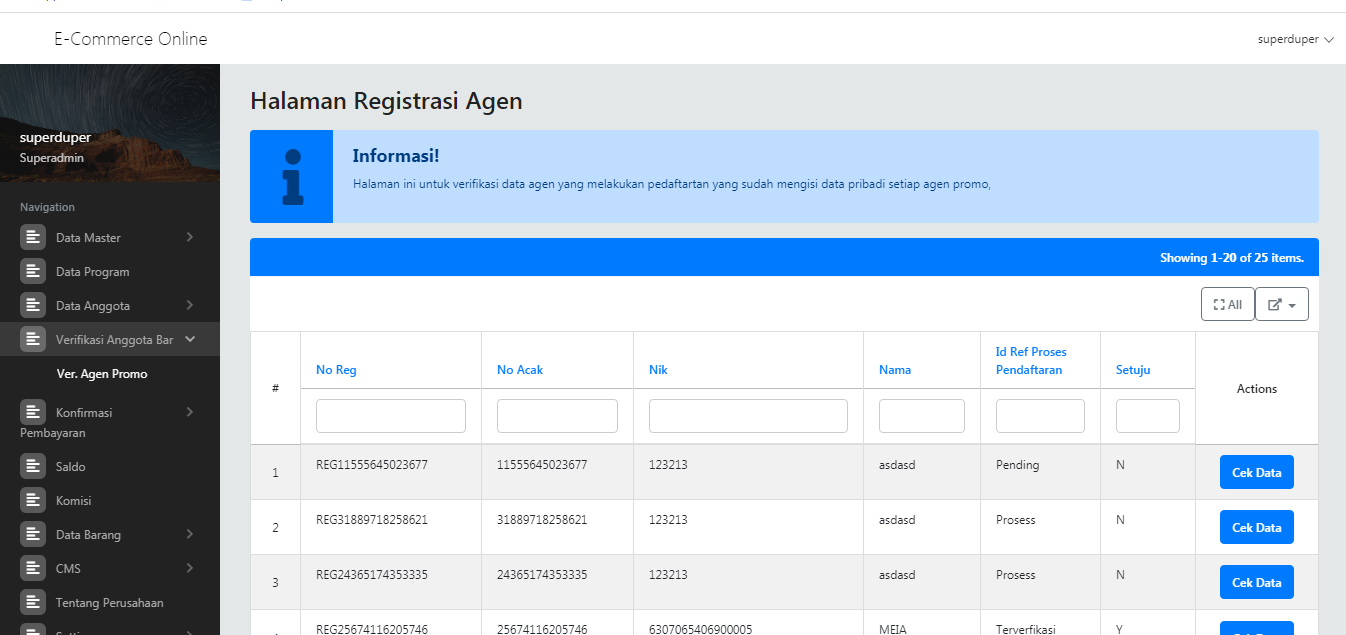 E-Commerce Online
superduper
superduper
Superadmin
Navigation
Data Master
Data Program
Data Anggota
Verifikasi Anggota Bar
Ver. Agen Promo
Konfirmasi
Pembayaran
Saldo
Komisi
Data Barang
CMS
Tentang Perusahaan
Halaman Registrasi Agen
Informasi!
Halaman ini untuk verifikasi data agen yang melakukan pedaftartan yang sudah mengisi data pribadi setiap agen promo,
Showing 1-20 of 25 items.
All
# No Reg No Acak Nik Nama Id Ref Proses Pendaftaran Setuju Actions
1 REG11555645023677 11555645023677 123213 asdasd Pending N Cek Data
2 REG31889718258621 31889718258621 123213 asdasd Prosess N Cek Data
3 REG24365174353335 24365174353335 123213 asdasd Prosess N Cek Data
REG25674116205746 25674116205746 6307065406900005 MEIA Terverfikasi Y